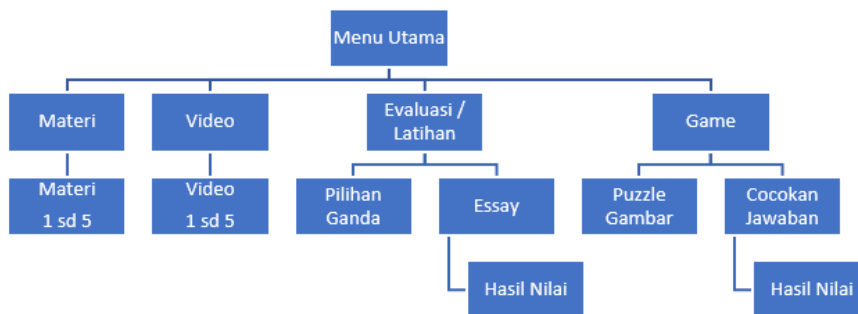 Menu Utama
Materi
Video
Evaluasi /
Latihan
Game
Materi
1 sd 5
Video
1 sd 5
Pilihan
Ganda
Essay
Puzzle
Gambar
Cocokan
Jawaban
Hasil Nilai
Hasil Nilai